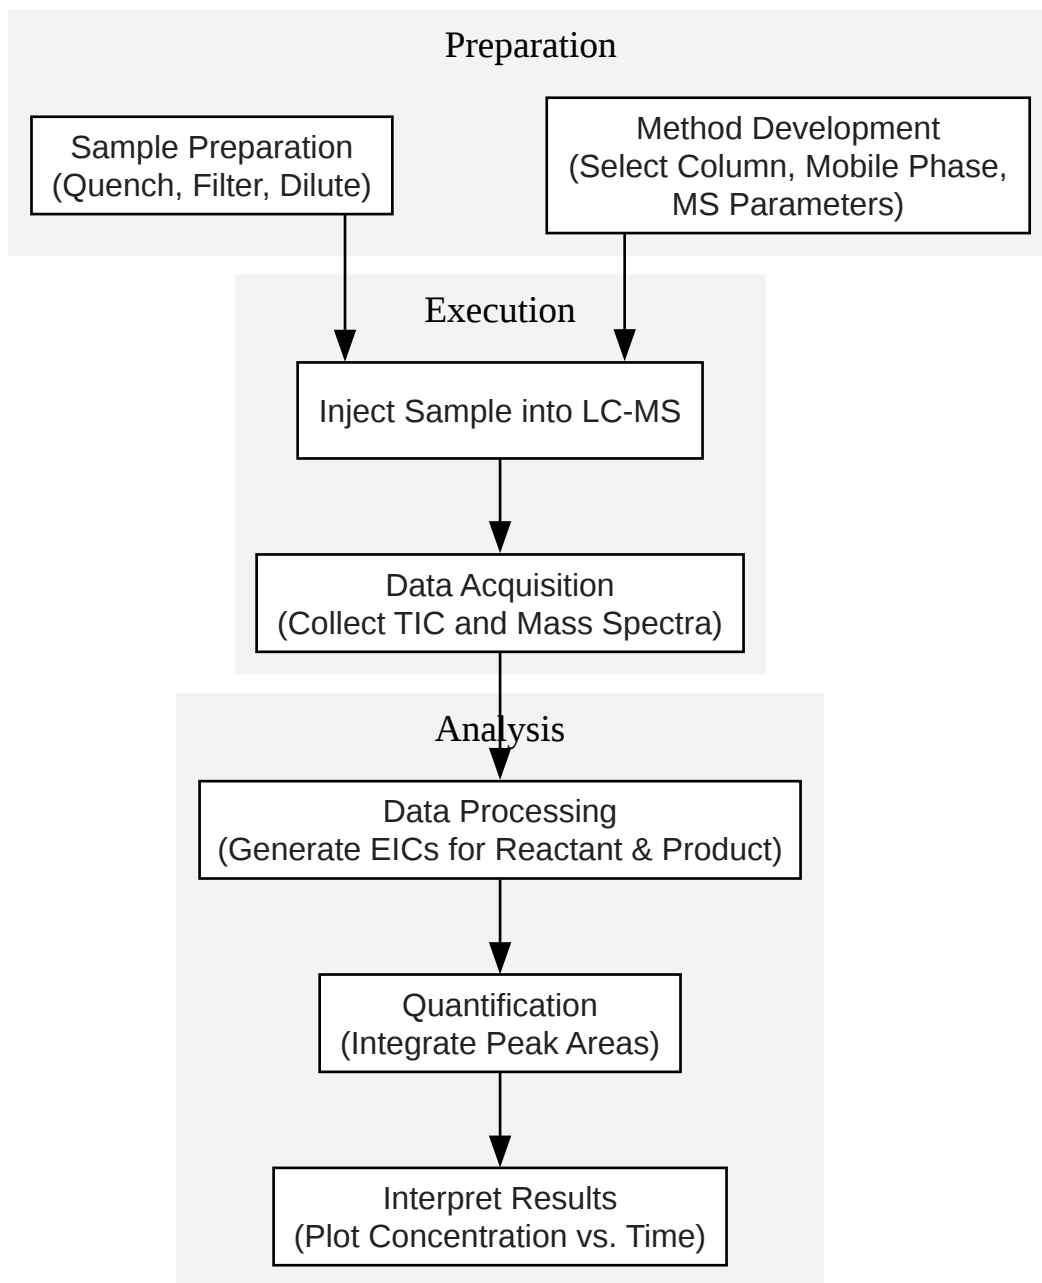 Preparation
Sample Preparation
(Quench, Filter, Dilute)
Method Development
(Select Column, Mobile Phase,
MS Parameters)
Execution
Inject Sample into LC-MS
Data Acquisition
(Collect TIC and Mass Spectra)
Analysis
Data Processing
(Generate EICs for Reactant & Product)
Quantification
(Integrate Peak Areas)
Interpret Results
(Plot Concentration vs. Time)